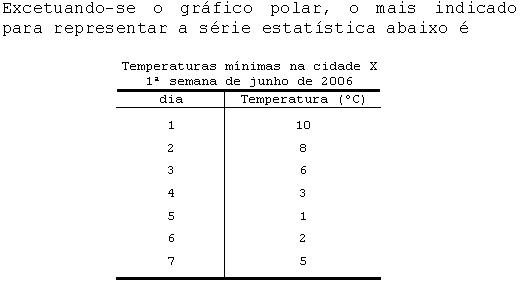 Excetuando-se o gráfico polar, o mais indicado
para representar a série estatística abaixo é
Temperaturas mínimas na cidade X
1ª semana de junho de 2006
dia Temperatura (°C)
1 10
2 8
3 6
4 3
5 1
6 2
7 5